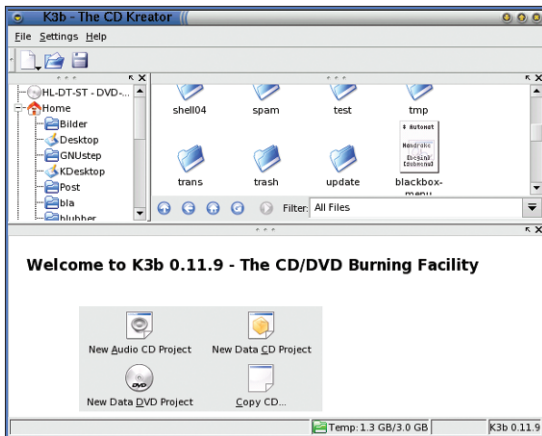 K3b - The CD Kreator
File Settings Help
HL-DT-ST - DVD-...
Home
Bilder
Desktop
GNUstep
KDesktop
Post
bla
blubber
shell04 spam test tmp
trans trash update blackbox-
menu
Filter: All Files
Welcome to K3b 0.11.9 - The CD/DVD Burning Facility
New Audio CD Project New Data CD Project
New Data DVD Project Copy CD...
Temp: 1.3 GB/3.0 GB K3b 0.11.9